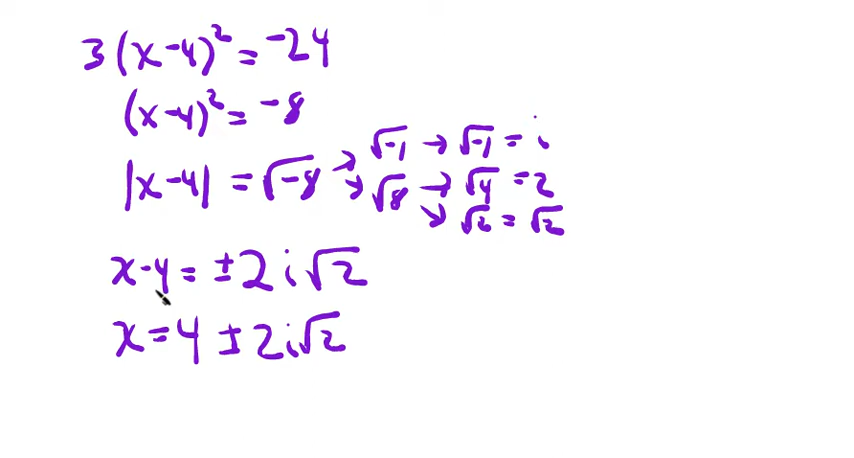 3(x-4)² = -24
(x-4)² = -8
|x-4| = √-8 → √-1 → √-1 = i
↘ √8 → √4 = 2
↘ √2 = √2
x-4 = ±2i√2
x = 4 ± 2i√2